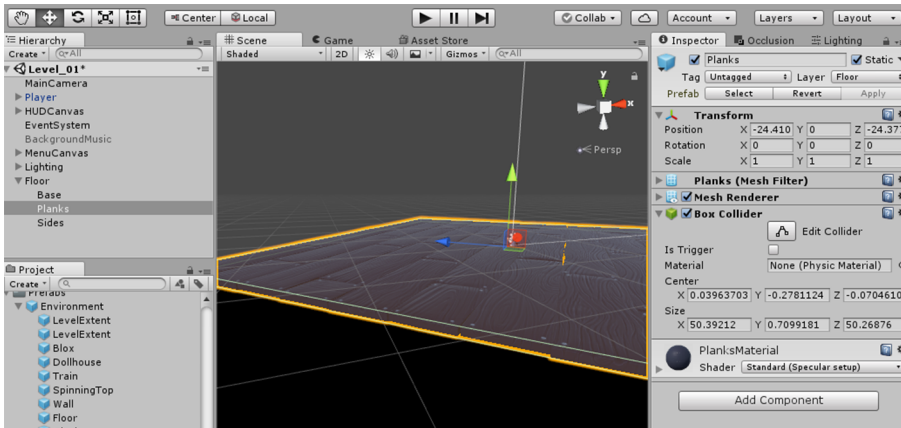 Center Local Collab Account Layers Layout
Hierarchy
Create All
Level_01*
MainCamera
Player
HUDCanvas
EventSystem
BackgroundMusic
MenuCanvas
Lighting
Floor
Base
Planks
Sides
Project
Create
Prefabs
Environment
LevelExtent
LevelExtent
Blox
Dollhouse
Train
SpinningTop
Wall
Floor
Scene Game Asset Store
Shaded 2D Gizmos All
y
x
Persp
Inspector Occlusion Lighting
Planks Static
Tag Untagged Layer Floor
Prefab Select Revert Apply
Transform
Position X -24.410 Y 0 Z -24.377
Rotation X 0 Y 0 Z 0
Scale X 1 Y 1 Z 1
Planks (Mesh Filter)
Mesh Renderer
Box Collider
Edit Collider
Is Trigger
Material None (Physic Material)
Center
X 0.03963703 Y -0.2781124 Z -0.0704610
Size
X 50.39212 Y 0.7099181 Z 50.26876
PlanksMaterial
Shader Standard (Specular setup)
Add Component